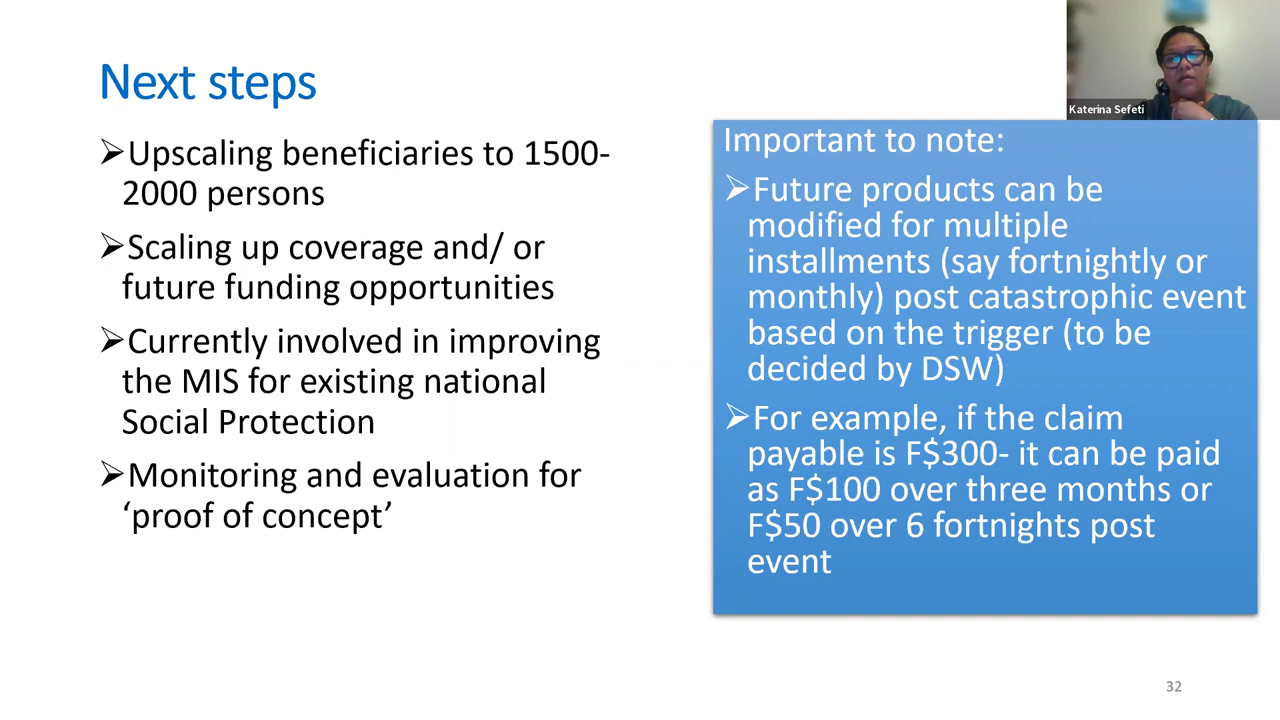 Next steps
➢Upscaling beneficiaries to 1500-
2000 persons
➢Scaling up coverage and/ or
future funding opportunities
➢Currently involved in improving
the MIS for existing national
Social Protection
➢Monitoring and evaluation for
‘proof of concept’
Katerina Sefeti
Important to note:
➢Future products can be
modified for multiple
installments (say fortnightly or
monthly) post catastrophic event
based on the trigger (to be
decided by DSW)
➢For example, if the claim
payable is F$300- it can be paid
as F$100 over three months or
F$50 over 6 fortnights post
event
32